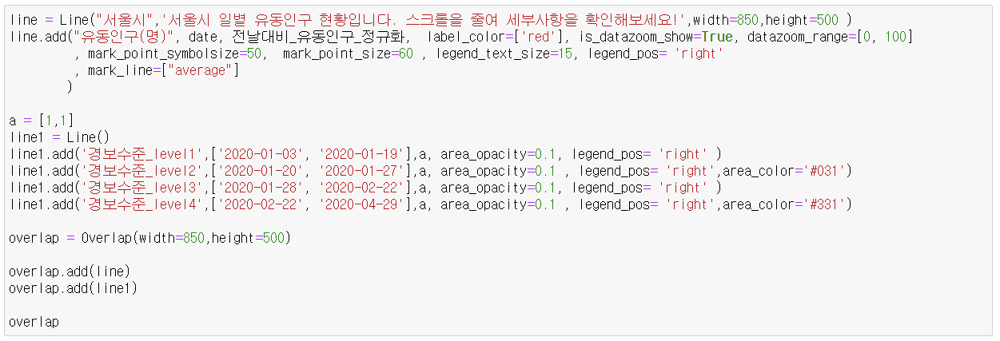 line = Line("서울시",'서울시 일별 유동인구 현황입니다. 스크롤을 줄여 세부사항을 확인해보세요!',width=850,height=500 )
line.add("유동인구(명)", date, 전날대비_유동인구_정규화,  label_color=['red'], is_datazoom_show=True, datazoom_range=[0, 100]
         , mark_point_symbolsize=50,  mark_point_size=60 , legend_text_size=15, legend_pos= 'right'
         , mark_line=["average"]
        )
a = [1,1]
line1 = Line()
line1.add('경보수준_level1',['2020-01-03', '2020-01-19'],a, area_opacity=0.1, legend_pos= 'right' )
line1.add('경보수준_level2',['2020-01-20', '2020-01-27'],a, area_opacity=0.1 , legend_pos= 'right',area_color='#031')
line1.add('경보수준_level3',['2020-01-28', '2020-02-22'],a, area_opacity=0.1, legend_pos= 'right' )
line1.add('경보수준_level4',['2020-02-22', '2020-04-29'],a, area_opacity=0.1 , legend_pos= 'right',area_color='#331')
overlap = Overlap(width=850,height=500)
overlap.add(line)
overlap.add(line1)
overlap